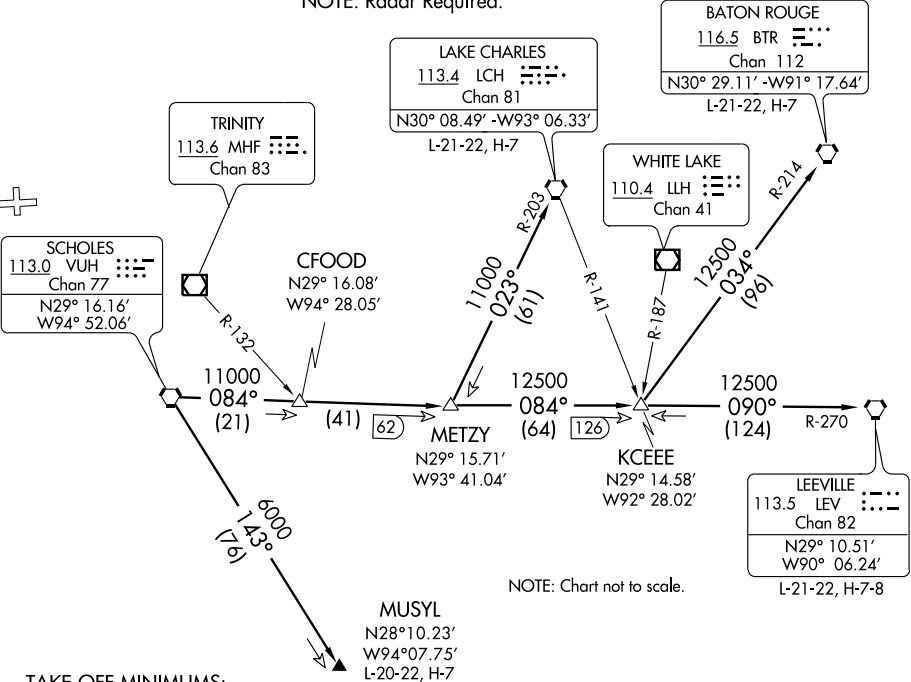 NOTE: Radar Required.
BATON ROUGE
116.5 BTR
Chan 112
N30° 29.11′ -W91° 17.64′
L-21-22, H-7
LAKE CHARLES
113.4 LCH
Chan 81
N30° 08.49′ -W93° 06.33′
L-21-22, H-7
TRINITY
113.6 MHF
Chan 83
WHITE LAKE
110.4 LLH
Chan 41
SCHOLES
113.0 VUH
Chan 77
N29° 16.16′
W94° 52.06′
CFOOD
N29° 16.08′
W94° 28.05′
R-132
R-203
R-141
R-187
R-214
11000
023°
(61)
12500
034°
(96)
11000
084°
(21)
(41)
62
METZY
N29° 15.71′
W93° 41.04′
12500
084°
(64)
126
KCEEE
N29° 14.58′
W92° 28.02′
12500
090°
(124)
R-270
LEEVILLE
113.5 LEV
Chan 82
N29° 10.51′
W90° 06.24′
L-21-22, H-7-8
6000
143°
(76)
NOTE: Chart not to scale.
MUSYL
N28°10.23′
W94°07.75′
L-20-22, H-7
TAKE-OFF MINIMUMS: